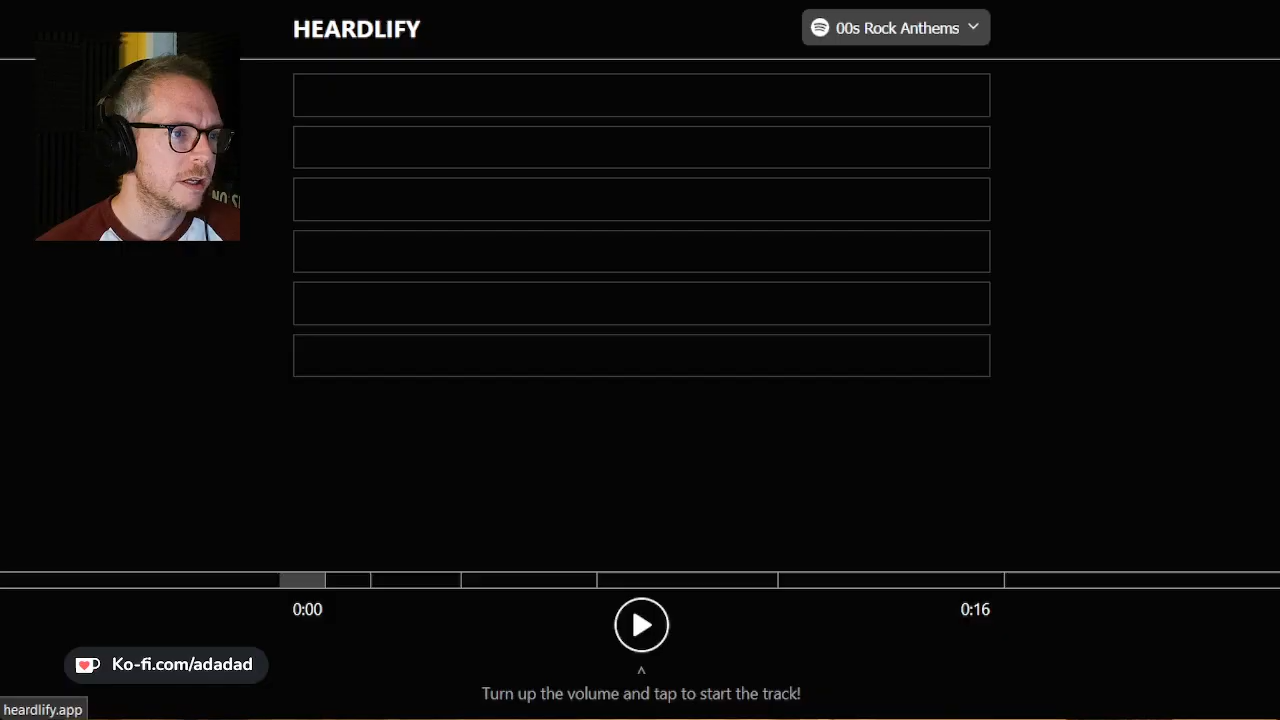 HEARDLIFY
00s Rock Anthems
0:00
0:16
Ko-fi.com/adadad
^
Turn up the volume and tap to start the track!
heardlify.app